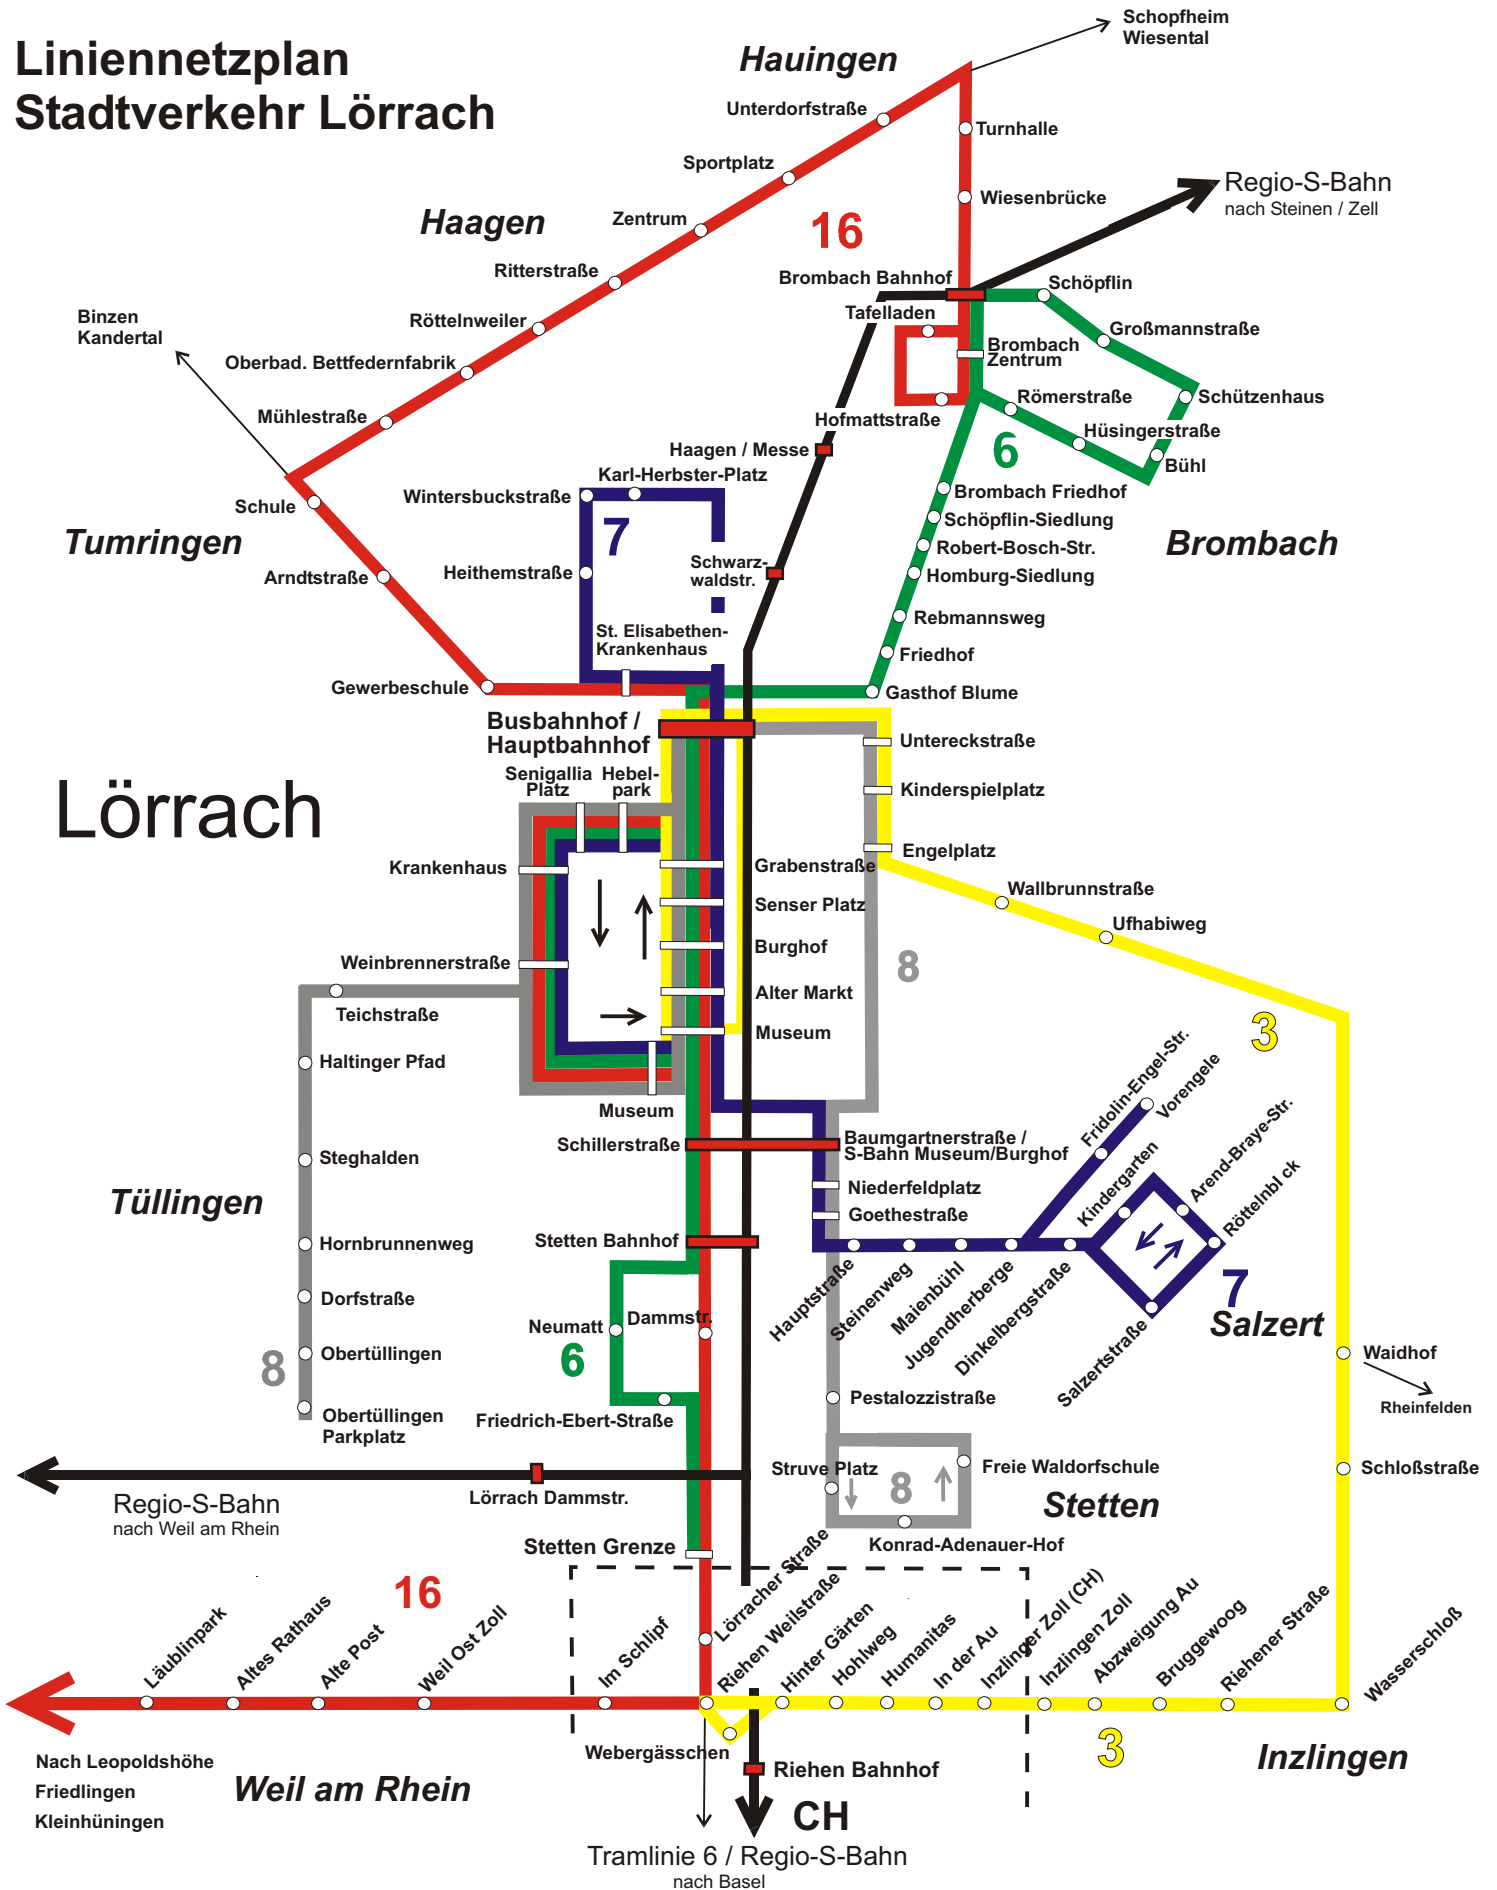 Liniennetzplan
Stadtverkehr Lörrach
Schopfheim
Wiesental
Hauingen
Unterdorfstraße
Turnhalle
Sportplatz
Wiesenbrücke
Regio-S-Bahn
nach Steinen / Zell
Haagen
Zentrum
16
Ritterstraße
Brombach Bahnhof
Schöpflin
Binzen
Kandertal
Röttelnweiler
Tafelladen
Großmannstraße
Brombach
Zentrum
Oberbad. Bettfedernfabrik
Römerstraße
Schützenhaus
Mühlestraße
Hofmattstraße
Hüsingerstraße
6
Bühl
Haagen / Messe
Karl-Herbster-Platz
Wintersbuckstraße
Brombach Friedhof
Schule
7
Schöpflin-Siedlung
Tumringen
Robert-Bosch-Str.
Brombach
Arndtstraße
Heithemstraße
Schwarz-
waldstr.
Homburg-Siedlung
Rebmannsweg
St. Elisabethen-
Krankenhaus
Friedhof
Gewerbeschule
Gasthof Blume
Busbahnhof /
Hauptbahnhof
Untereckstraße
Senigallia
Platz
Hebel-
park
Kinderspielplatz
Lörrach
Engelplatz
Krankenhaus
Grabenstraße
Wallbrunnstraße
Senser Platz
Ufhabiweg
Burghof
Weinbrennerstraße
8
Alter Markt
Teichstraße
Museum
3
Haltinger Pfad
Fridolin-Engel-Str.
Vorengele
Museum
Schillerstraße
Baumgartnerstraße /
S-Bahn Museum/Burghof
Kindergarten
Arend-Braye-Str.
Steghalden
Niederfeldplatz
Röttelnbl ck
Tüllingen
Goethestraße
Hornbrunnenweg
Stetten Bahnhof
Hauptstraße
Steinenweg
Maienbühl
Jugendherberge
Dinkelbergstraße
Salzertstraße
7
Dorfstraße
Salzert
Neumatt
Dammstr.
Obertüllingen
8
6
Waidhof
Obertüllingen
Parkplatz
Friedrich-Ebert-Straße
Pestalozzistraße
Rheinfelden
Struve Platz
Freie Waldorfschule
Schloßstraße
8
Regio-S-Bahn
nach Weil am Rhein
Lörrach Dammstr.
Stetten
Stetten Grenze
Konrad-Adenauer-Hof
16
Läublinpark
Altes Rathaus
Alte Post
Weil Ost Zoll
Im Schlipf
Lörracher Straße
Riehen Weilstraße
Hinter Gärten
Hohlweg
Humanitas
In der Au
Inzlinger Zoll (CH)
Inzlingen Zoll
Abzweigung Au
Bruggewoog
Riehener Straße
Wasserschloß
Webergässchen
3
Inzlingen
Nach Leopoldshöhe
Friedlingen
Kleinhüningen
Weil am Rhein
Riehen Bahnhof
CH
Tramlinie 6 / Regio-S-Bahn
nach Basel